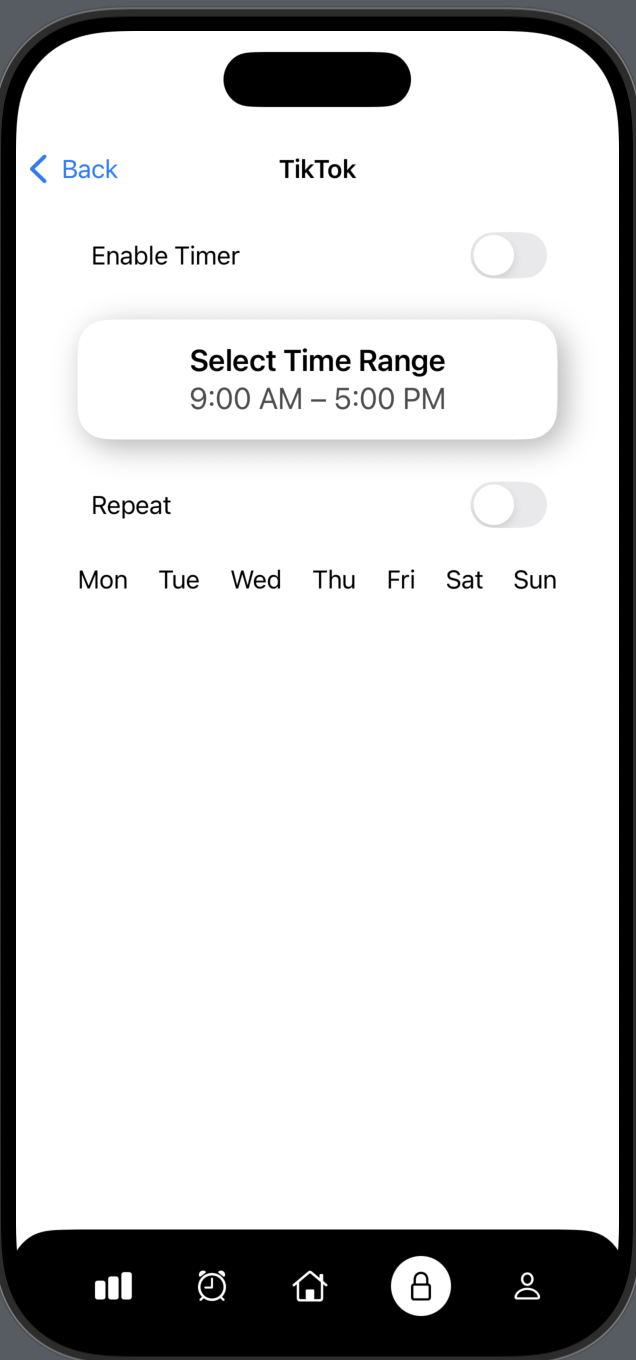 Back TikTok
Enable Timer
Select Time Range
9:00 AM – 5:00 PM
Repeat
Mon Tue Wed Thu Fri Sat Sun